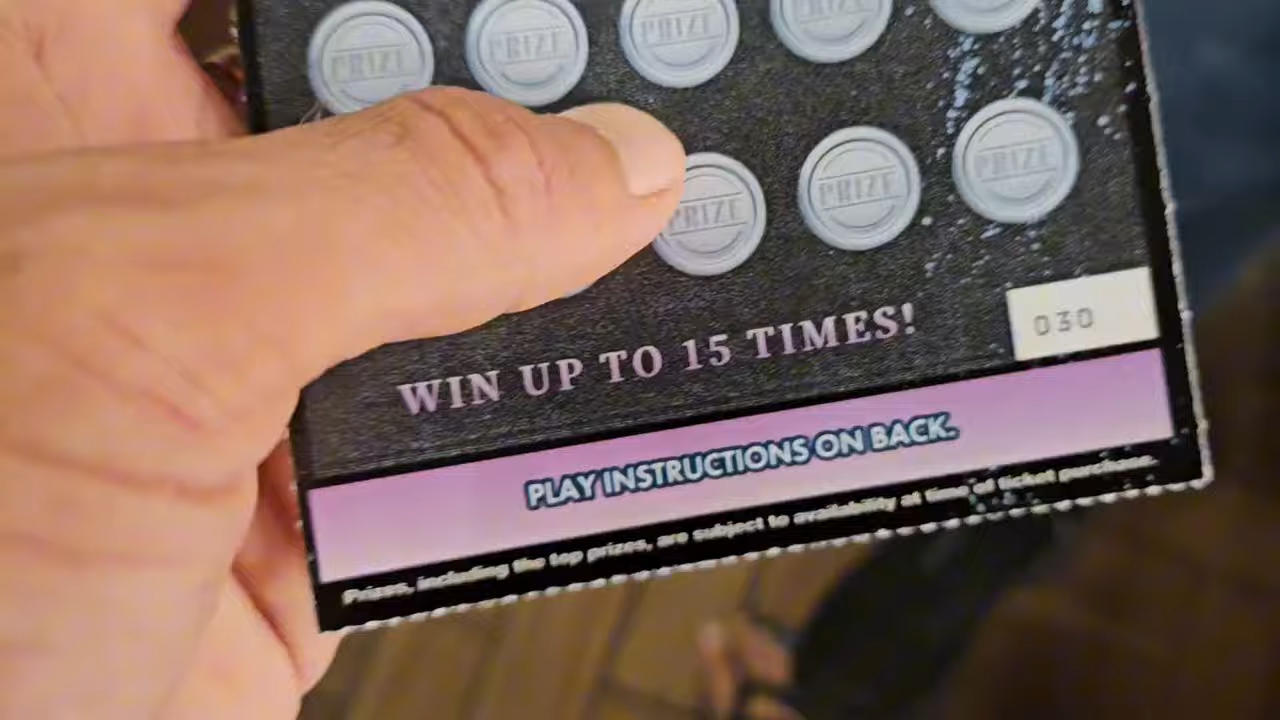 PRIZE PRIZE PRIZE PRIZE
PRIZE PRIZE PRIZE
WIN UP TO 15 TIMES!
030
PLAY INSTRUCTIONS ON BACK.
Prizes, including the top prizes, are subject to availability at time of ticket purchase.